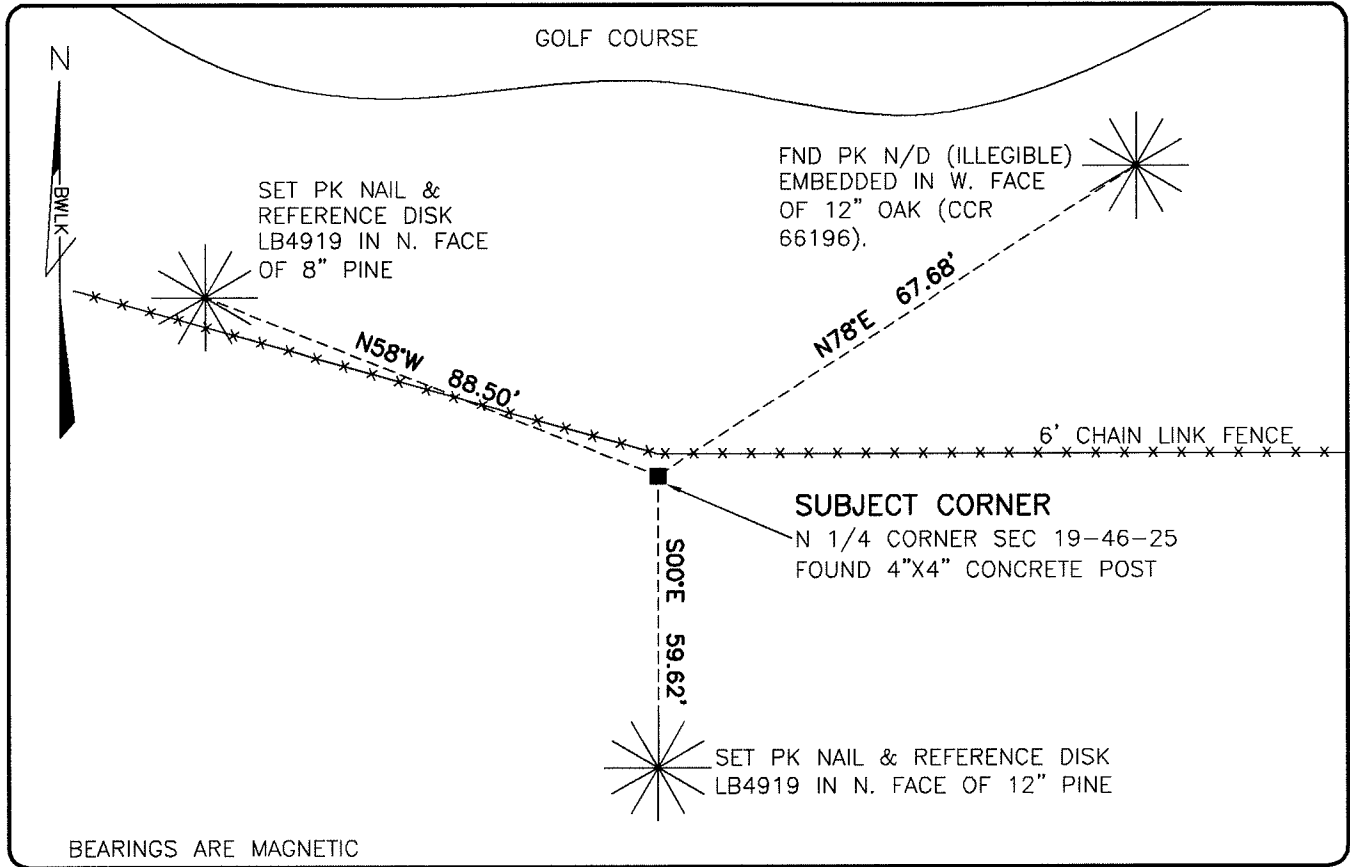 GOLF COURSE
N
BWLK
SET PK NAIL &
REFERENCE DISK
LB4919 IN N. FACE
OF 8" PINE
FND PK N/D (ILLEGIBLE)
EMBEDDED IN W. FACE
OF 12" OAK (CCR
66196).
N58°W 88.50'
N78°E 67.68'
6' CHAIN LINK FENCE
SUBJECT CORNER
N 1/4 CORNER SEC 19-46-25
FOUND 4"X4" CONCRETE POST
S00°E 59.62'
SET PK NAIL & REFERENCE DISK
LB4919 IN N. FACE OF 12" PINE
BEARINGS ARE MAGNETIC